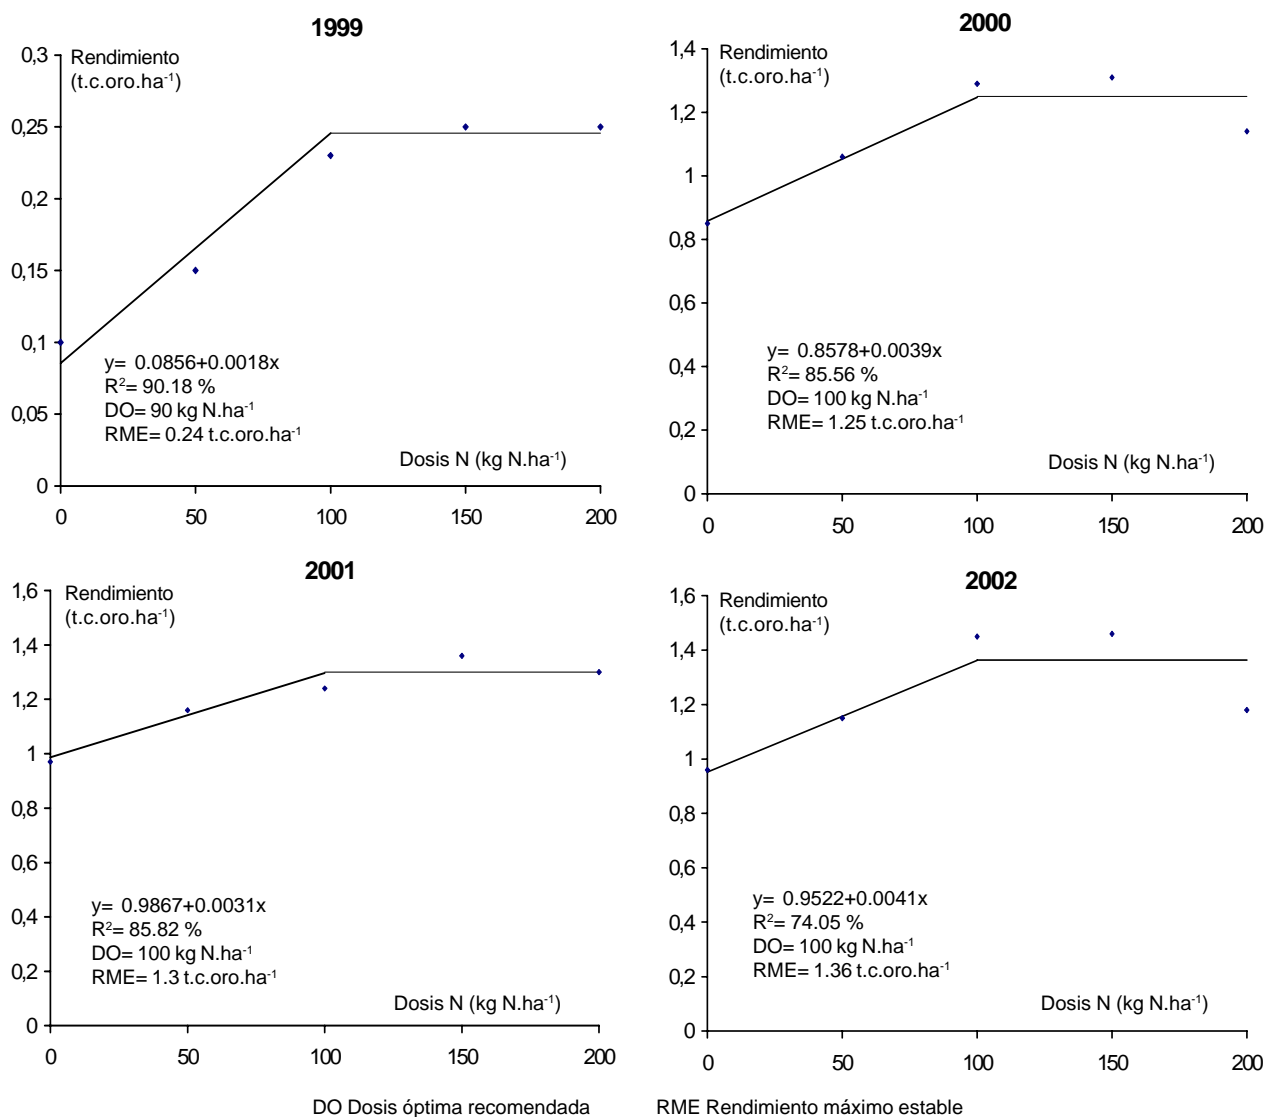 1999
Rendimiento
(t.c.oro.ha⁻¹)
0,3
0,25
0,2
0,15
0,1
0,05
0
y= 0.0856+0.0018x
R²= 90.18 %
DO= 90 kg N.ha⁻¹
RME= 0.24 t.c.oro.ha⁻¹
Dosis N (kg N.ha⁻¹)
0 50 100 150 200
2000
Rendimiento
(t.c.oro.ha⁻¹)
1,4
1,2
1
0,8
0,6
0,4
0,2
0
y= 0.8578+0.0039x
R²= 85.56 %
DO= 100 kg N.ha⁻¹
RME= 1.25 t.c.oro.ha⁻¹
Dosis N (kg N.ha⁻¹)
0 50 100 150 200
2001
Rendimiento
(t.c.oro.ha⁻¹)
1,6
1,4
1,2
1
0,8
0,6
0,4
0,2
0
y= 0.9867+0.0031x
R²= 85.82 %
DO= 100 kg N.ha⁻¹
RME= 1.3 t.c.oro.ha⁻¹
Dosis N (kg N.ha⁻¹)
0 50 100 150 200
2002
Rendimiento
(t.c.oro.ha⁻¹)
1,6
1,4
1,2
1
0,8
0,6
0,4
0,2
0
y= 0.9522+0.0041x
R²= 74.05 %
DO= 100 kg N.ha⁻¹
RME= 1.36 t.c.oro.ha⁻¹
Dosis N (kg N.ha⁻¹)
0 50 100 150 200
DO Dosis óptima recomendada RME Rendimiento máximo estable